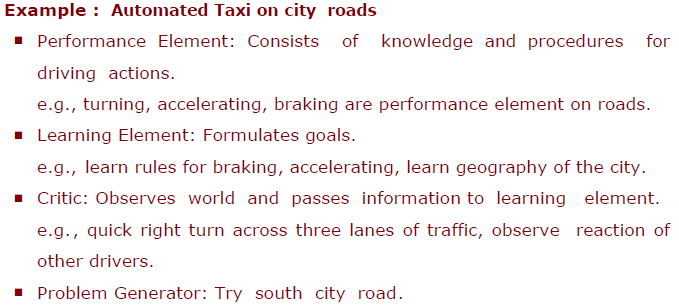 Example : Automated Taxi on city roads
▪ Performance Element: Consists of knowledge and procedures for
driving actions.
e.g., turning, accelerating, braking are performance element on roads.
▪ Learning Element: Formulates goals.
e.g., learn rules for braking, accelerating, learn geography of the city.
▪ Critic: Observes world and passes information to learning element.
e.g., quick right turn across three lanes of traffic, observe reaction of
other drivers.
▪ Problem Generator: Try south city road.